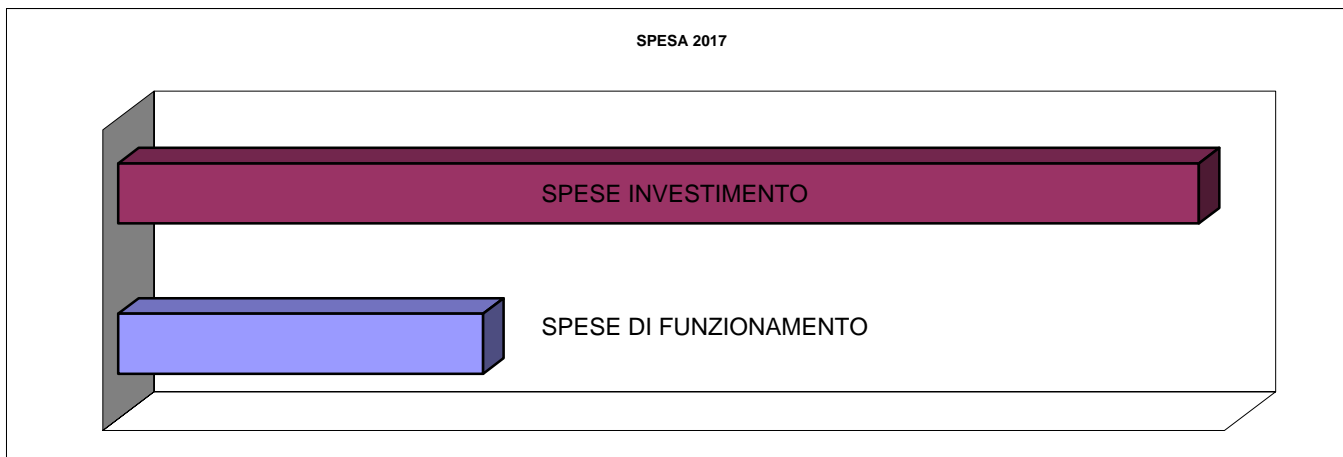 SPESA 2017
SPESE INVESTIMENTO
SPESE DI FUNZIONAMENTO